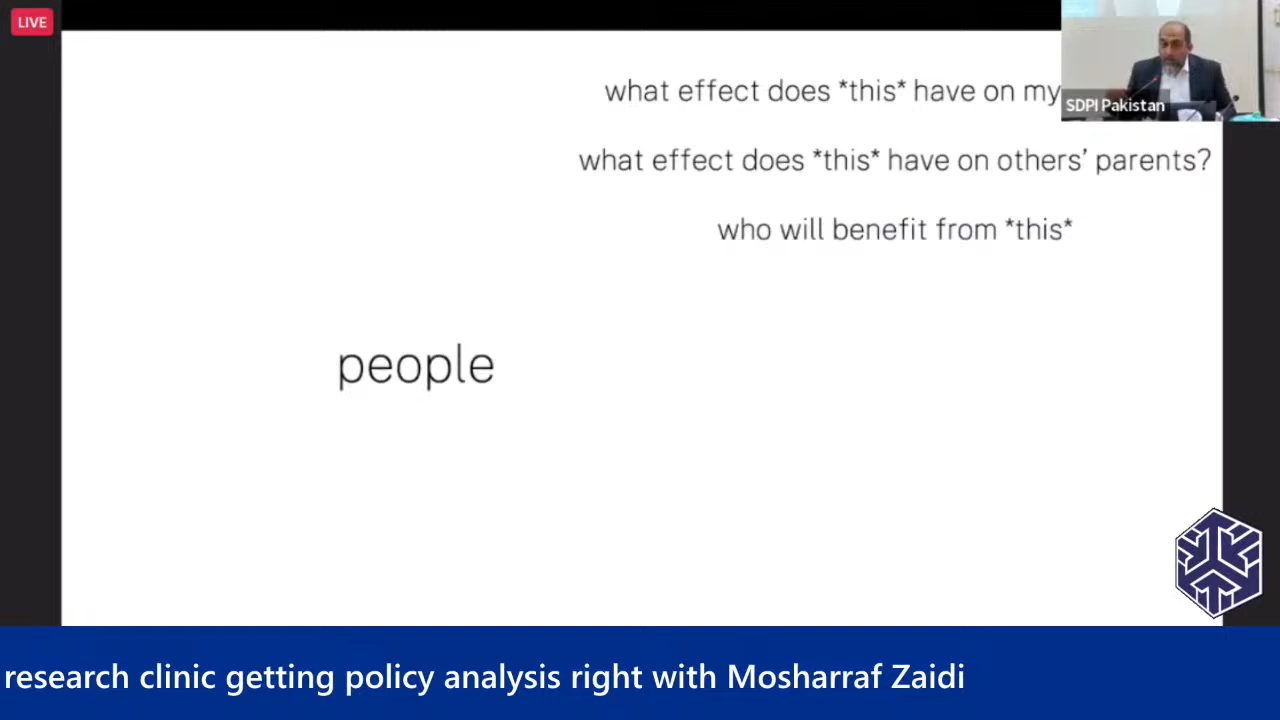 LIVE
what effect does *this* have on my
SDPI Pakistan
what effect does *this* have on others’ parents?
who will benefit from *this*
people
research clinic getting policy analysis right with Mosharraf Zaidi